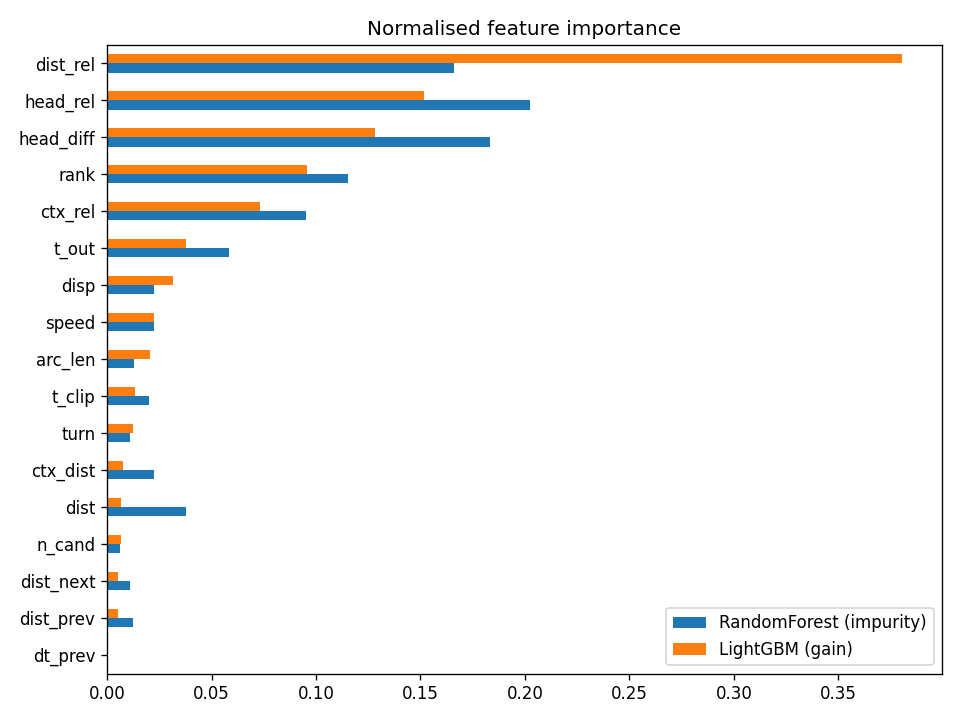 Normalised feature importance
dist_rel
head_rel
head_diff
rank
ctx_rel
t_out
disp
speed
arc_len
t_clip
turn
ctx_dist
dist
n_cand
dist_next
dist_prev
dt_prev
RandomForest (impurity)
LightGBM (gain)
0.00 0.05 0.10 0.15 0.20 0.25 0.30 0.35